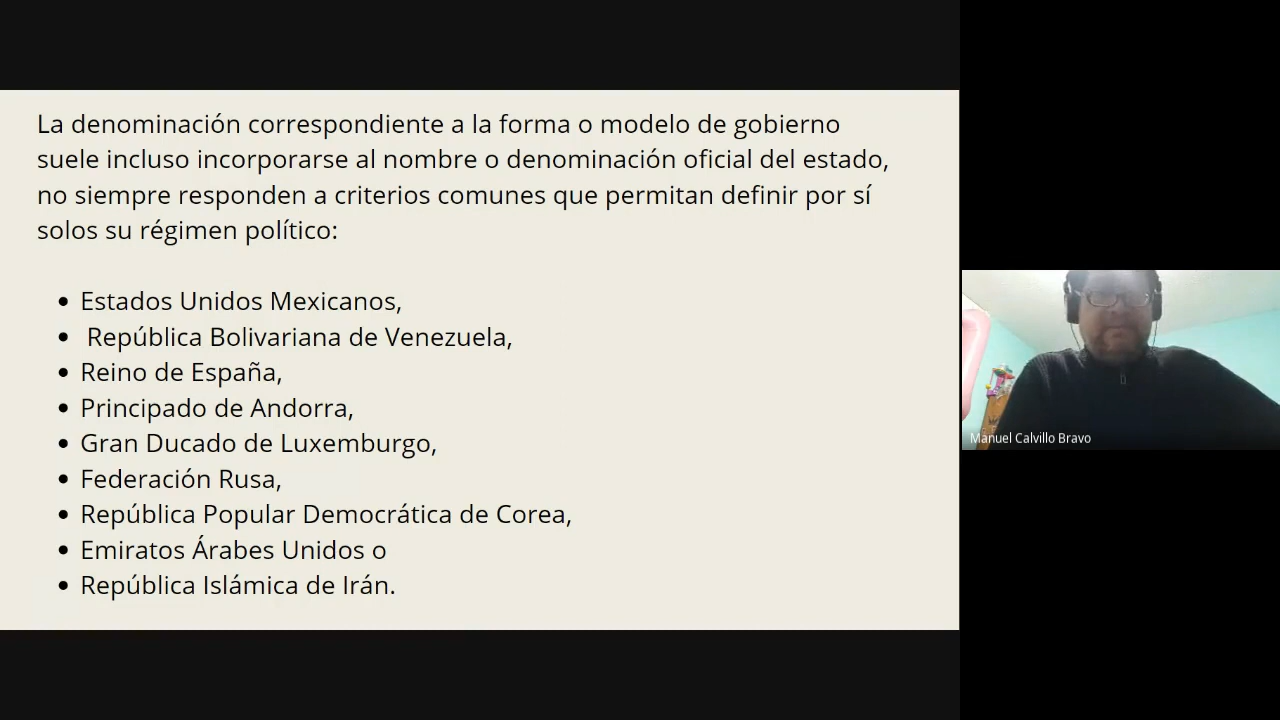 La denominación correspondiente a la forma o modelo de gobierno
suele incluso incorporarse al nombre o denominación oficial del estado,
no siempre responden a criterios comunes que permitan definir por sí
solos su régimen político:
• Estados Unidos Mexicanos,
• República Bolivariana de Venezuela,
• Reino de España,
• Principado de Andorra,
• Gran Ducado de Luxemburgo,
• Federación Rusa,
• República Popular Democrática de Corea,
• Emiratos Árabes Unidos o
• República Islámica de Irán.
Manuel Calvillo Bravo